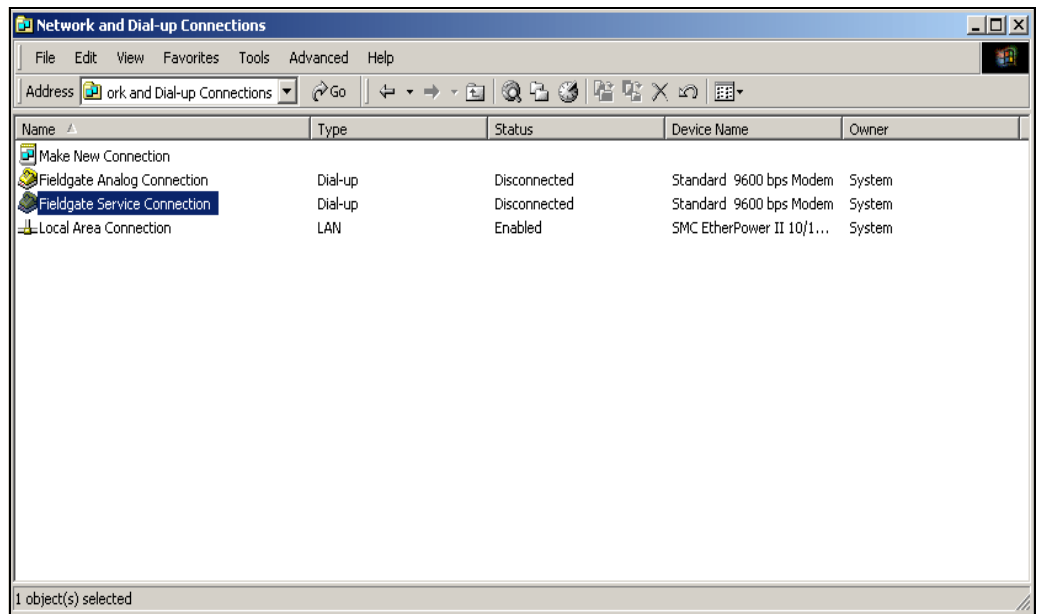 Network and Dial-up Connections
File Edit View Favorites Tools Advanced Help
Address ork and Dial-up Connections Go
Name Type Status Device Name Owner
Make New Connection
Fieldgate Analog Connection Dial-up Disconnected Standard 9600 bps Modem System
Fieldgate Service Connection Dial-up Disconnected Standard 9600 bps Modem System
Local Area Connection LAN Enabled SMC EtherPower II 10/1... System
1 object(s) selected